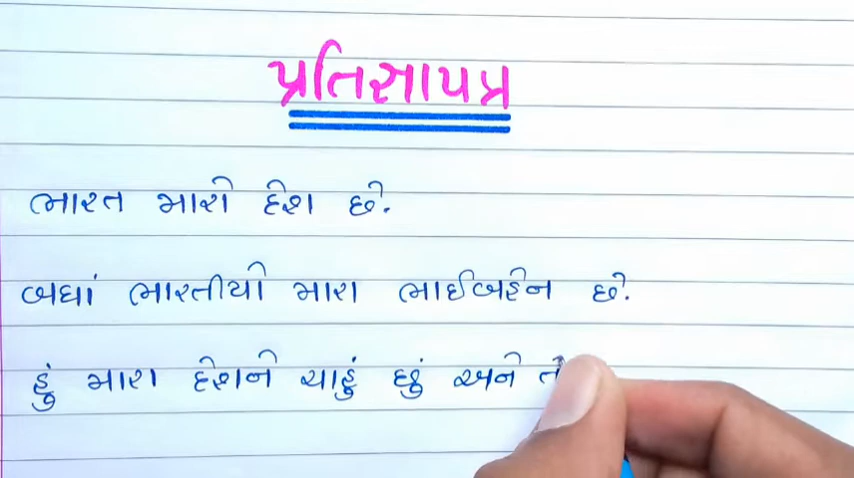 પ્રતિજ્ઞાપત્ર
ભારત મારો દેશ છે.
બધાં ભારતીયો મારા ભાઈબહેન છે.
હું મારા દેશને ચાહું છું અને